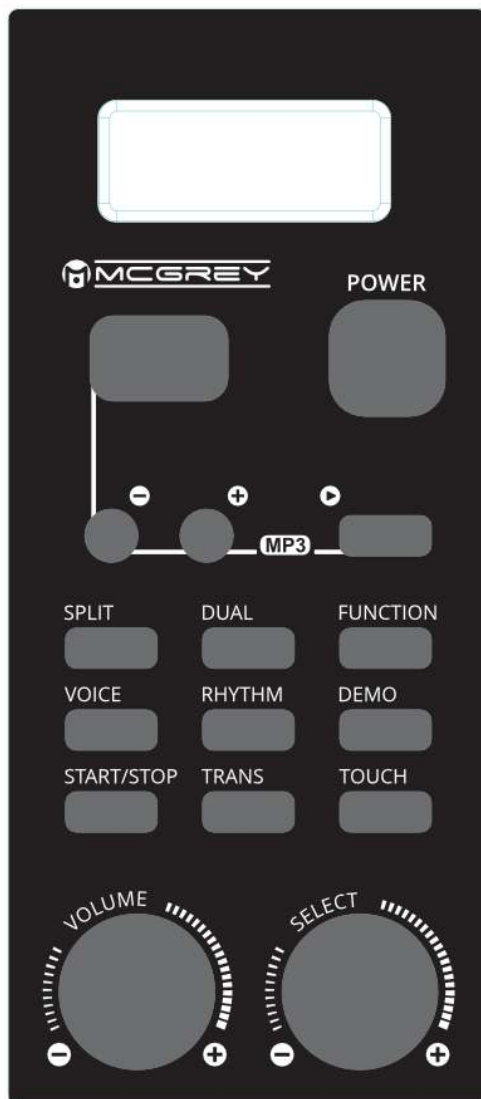 MCGREY
POWER
MP3
SPLIT DUAL FUNCTION
VOICE RHYTHM DEMO
START/STOP TRANS TOUCH
VOLUME SELECT